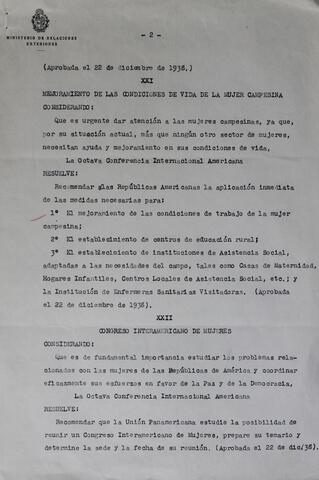 MINISTERIO DE RELACIONES
EXTERIORES
- 2 -
(Aprobada el 22 de diciembre de 1938.)
XXI
MEJORAMIENTO DE LAS CONDICIONES DE VIDA DE LA MUJER CAMPESINA
CONSIDERANDO:
Que es urgente dar atención a las mujeres campesinas, ya que,
por su situación actual, más que ningún otro sector de mujeres,
necesitan ayuda y mejoramiento en sus condiciones de vida,
La Octava Conferencia Internacional Americana
RESUELVE:
Recomendar a las Repúblicas Americanas la aplicación inmediata
de las medidas necesarias para:
1º El mejoramiento de las condiciones de trabajo de la mujer
campesina;
2º El establecimiento de centros de educación rural;
3º El establecimiento de instituciones de Asistencia Social,
adaptadas a las necesidades del campo, tales como Casas de Maternidad,
Hogares Infantiles, Centros Locales de Asistencia Social, etc.; y
la Institución de Enfermeras Sanitarias Visitadoras. (Aprobada
el 22 de diciembre de 1938).
XXII
CONGRESO INTERAMERICANO DE MUJERES
CONSIDERANDO:
Que es de fundamental importancia estudiar los problemas rela-
cionados con las mujeres de las Repúblicas de América y coordinar
eficazmente sus esfuerzos en favor de la Paz y de la Democracia,
La Octava Conferencia Internacional Americana
RESUELVE:
Recomendar que la Unión Panamericana estudie la posibilidad de
reunir un Congreso Interamericano de Mujeres, prepare su temario y
determine la sede y la fecha de su reunión. (Aprobada el 22 de dic/38).